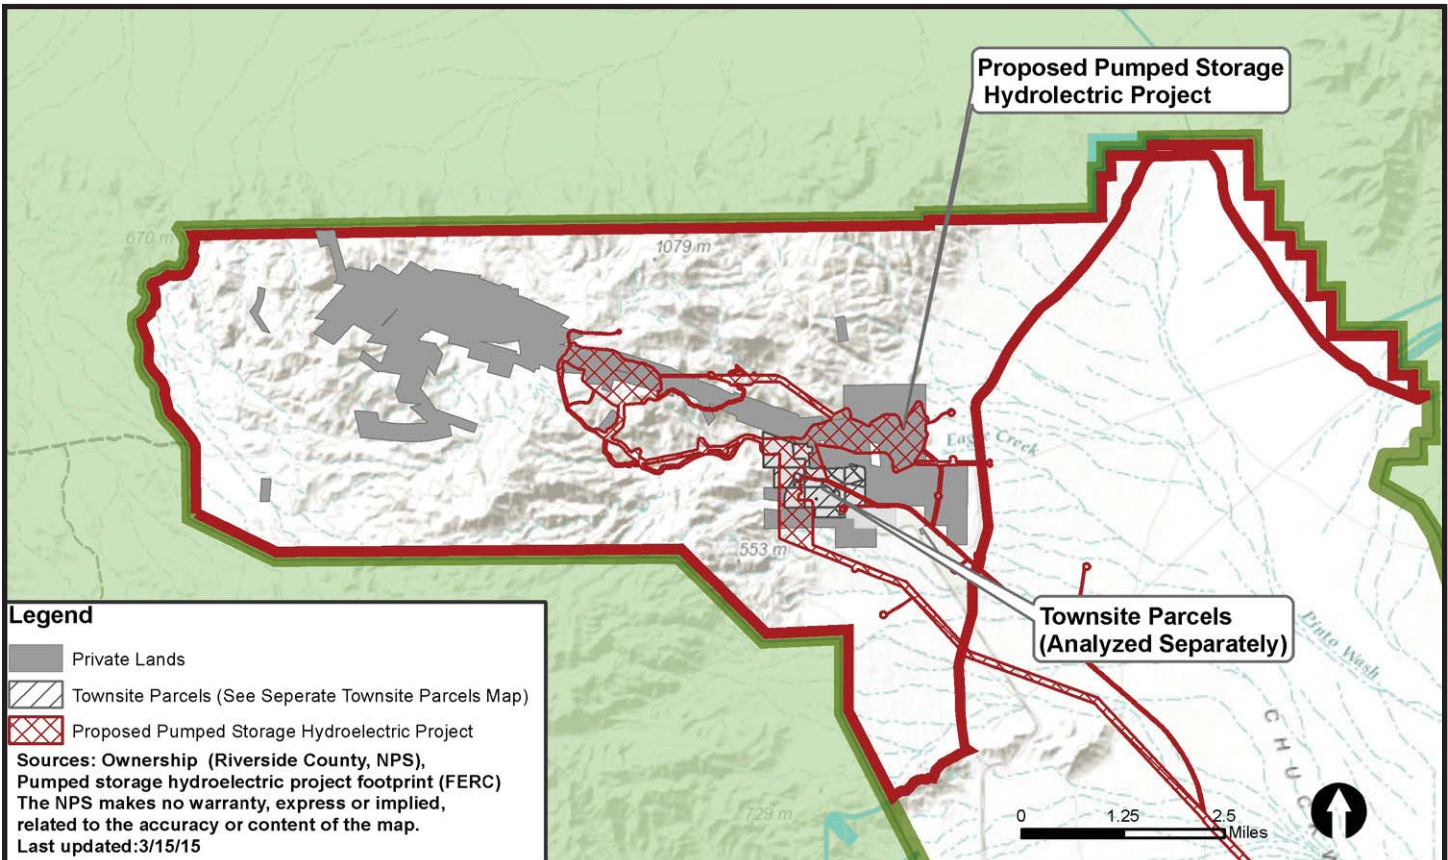 Proposed Pumped Storage
Hydrolectric Project
670 m
1079 m
Eagle Creek
553 m
Townsite Parcels
(Analyzed Separately)
Pinto Wash
Legend
Private Lands
Townsite Parcels (See Seperate Townsite Parcels Map)
Proposed Pumped Storage Hydroelectric Project
Sources: Ownership (Riverside County, NPS),
Pumped storage hydroelectric project footprint (FERC)
The NPS makes no warranty, express or implied,
related to the accuracy or content of the map.
Last updated:3/15/15
729 m
0 1.25 2.5
Miles